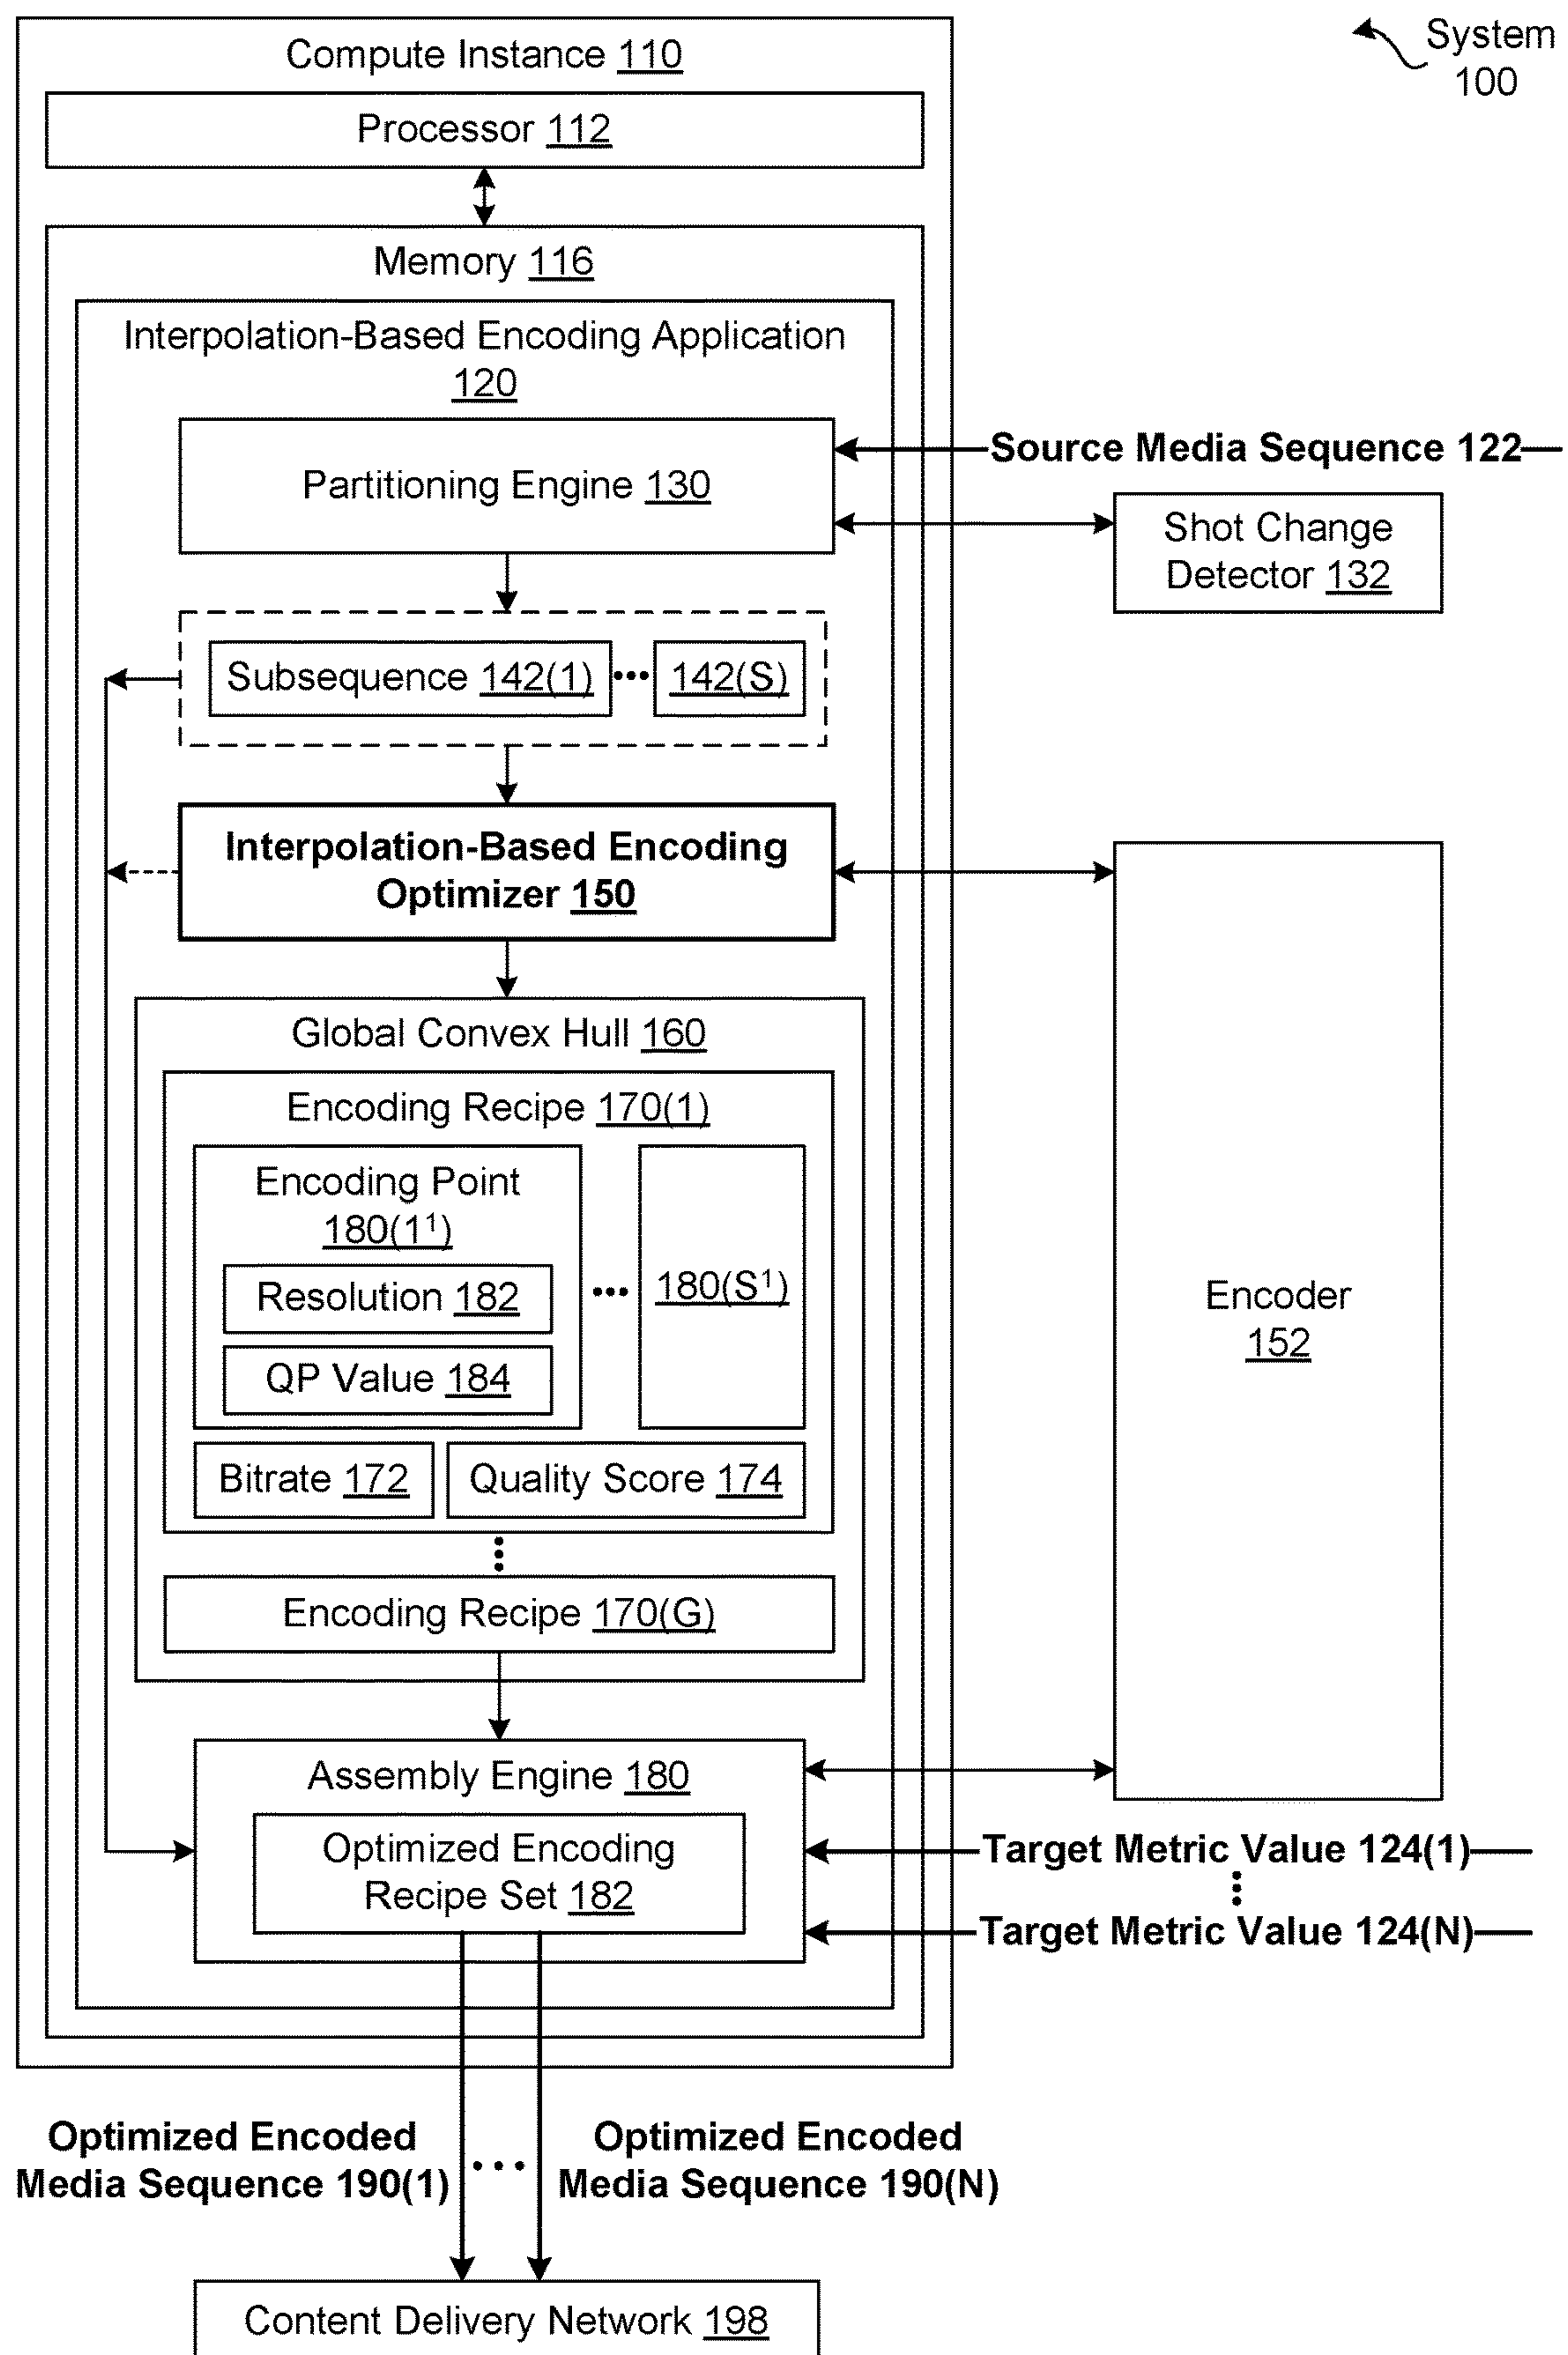 System
100
Compute Instance 110
Processor 112
Memory 116
Interpolation-Based Encoding Application
120
Source Media Sequence 122
Partitioning Engine 130
Shot Change
Detector 132
Subsequence 142(1) ••• 142(S)
Interpolation-Based Encoding
Optimizer 150
Encoder
152
Global Convex Hull 160
Encoding Recipe 170(1)
Encoding Point
180(1¹)
Resolution 182
QP Value 184
••• 180(S¹)
Bitrate 172
Quality Score 174
Encoding Recipe 170(G)
Assembly Engine 180
Optimized Encoding
Recipe Set 182
Target Metric Value 124(1)
Target Metric Value 124(N)
Optimized Encoded
Media Sequence 190(1)
•••
Optimized Encoded
Media Sequence 190(N)
Content Delivery Network 198